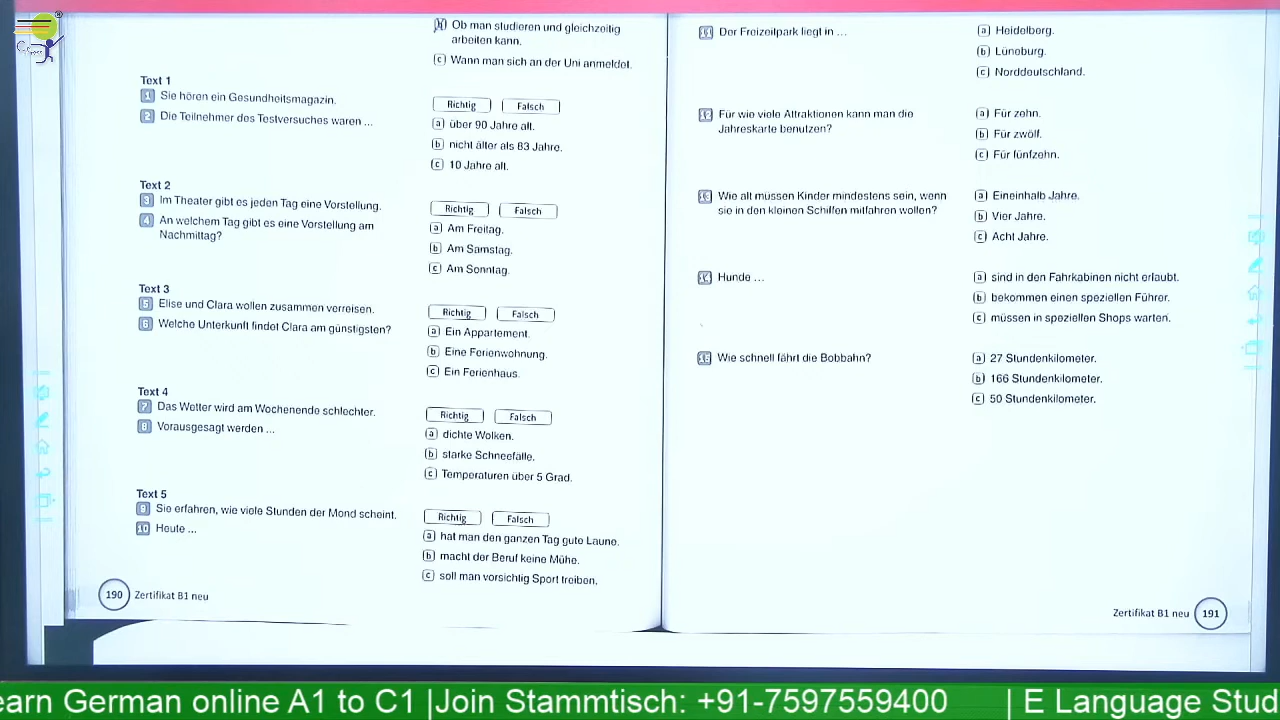 Ob man studieren und gleichzeitig
arbeiten kann.
c Wann man sich an der Uni anmeldet.
Text 1
1 Sie hören ein Gesundheitsmagazin.
Richtig Falsch
2 Die Teilnehmer des Testversuches waren ...
a über 90 Jahre alt.
b nicht älter als 83 Jahre.
c 10 Jahre alt.
Text 2
3 Im Theater gibt es jeden Tag eine Vorstellung.
Richtig Falsch
4 An welchem Tag gibt es eine Vorstellung am
Nachmittag?
a Am Freitag.
b Am Samstag.
c Am Sonntag.
Text 3
5 Elise und Clara wollen zusammen verreisen.
Richtig Falsch
6 Welche Unterkunft findet Clara am günstigsten?
a Ein Appartement.
b Eine Ferienwohnung.
c Ein Ferienhaus.
Text 4
7 Das Wetter wird am Wochenende schlechter.
Richtig Falsch
8 Vorausgesagt werden ...
a dichte Wolken.
b starke Schneefälle.
c Temperaturen über 5 Grad.
Text 5
9 Sie erfahren, wie viele Stunden der Mond scheint.
Richtig Falsch
10 Heute ...
a hat man den ganzen Tag gute Laune.
b macht der Beruf keine Mühe.
c soll man vorsichtig Sport treiben.
190 Zertifikat B1 neu
Der Freizeitpark liegt in ...
a Heidelberg.
b Lüneburg.
c Norddeutschland.
Für wie viele Attraktionen kann man die
Jahreskarte benutzen?
a Für zehn.
b Für zwölf.
c Für fünfzehn.
Wie alt müssen Kinder mindestens sein, wenn
sie in den kleinen Schiffen mitfahren wollen?
a Eineinhalb Jahre.
b Vier Jahre.
c Acht Jahre.
Hunde ...
a sind in den Fahrkabinen nicht erlaubt.
b bekommen einen speziellen Führer.
c müssen in speziellen Shops warten.
Wie schnell fährt die Bobbahn?
a 27 Stundenkilometer.
b 166 Stundenkilometer.
c 50 Stundenkilometer.
Zertifikat B1 neu 191
earn German online A1 to C1 |Join Stammtisch: +91-7597559400 | E Language Stud